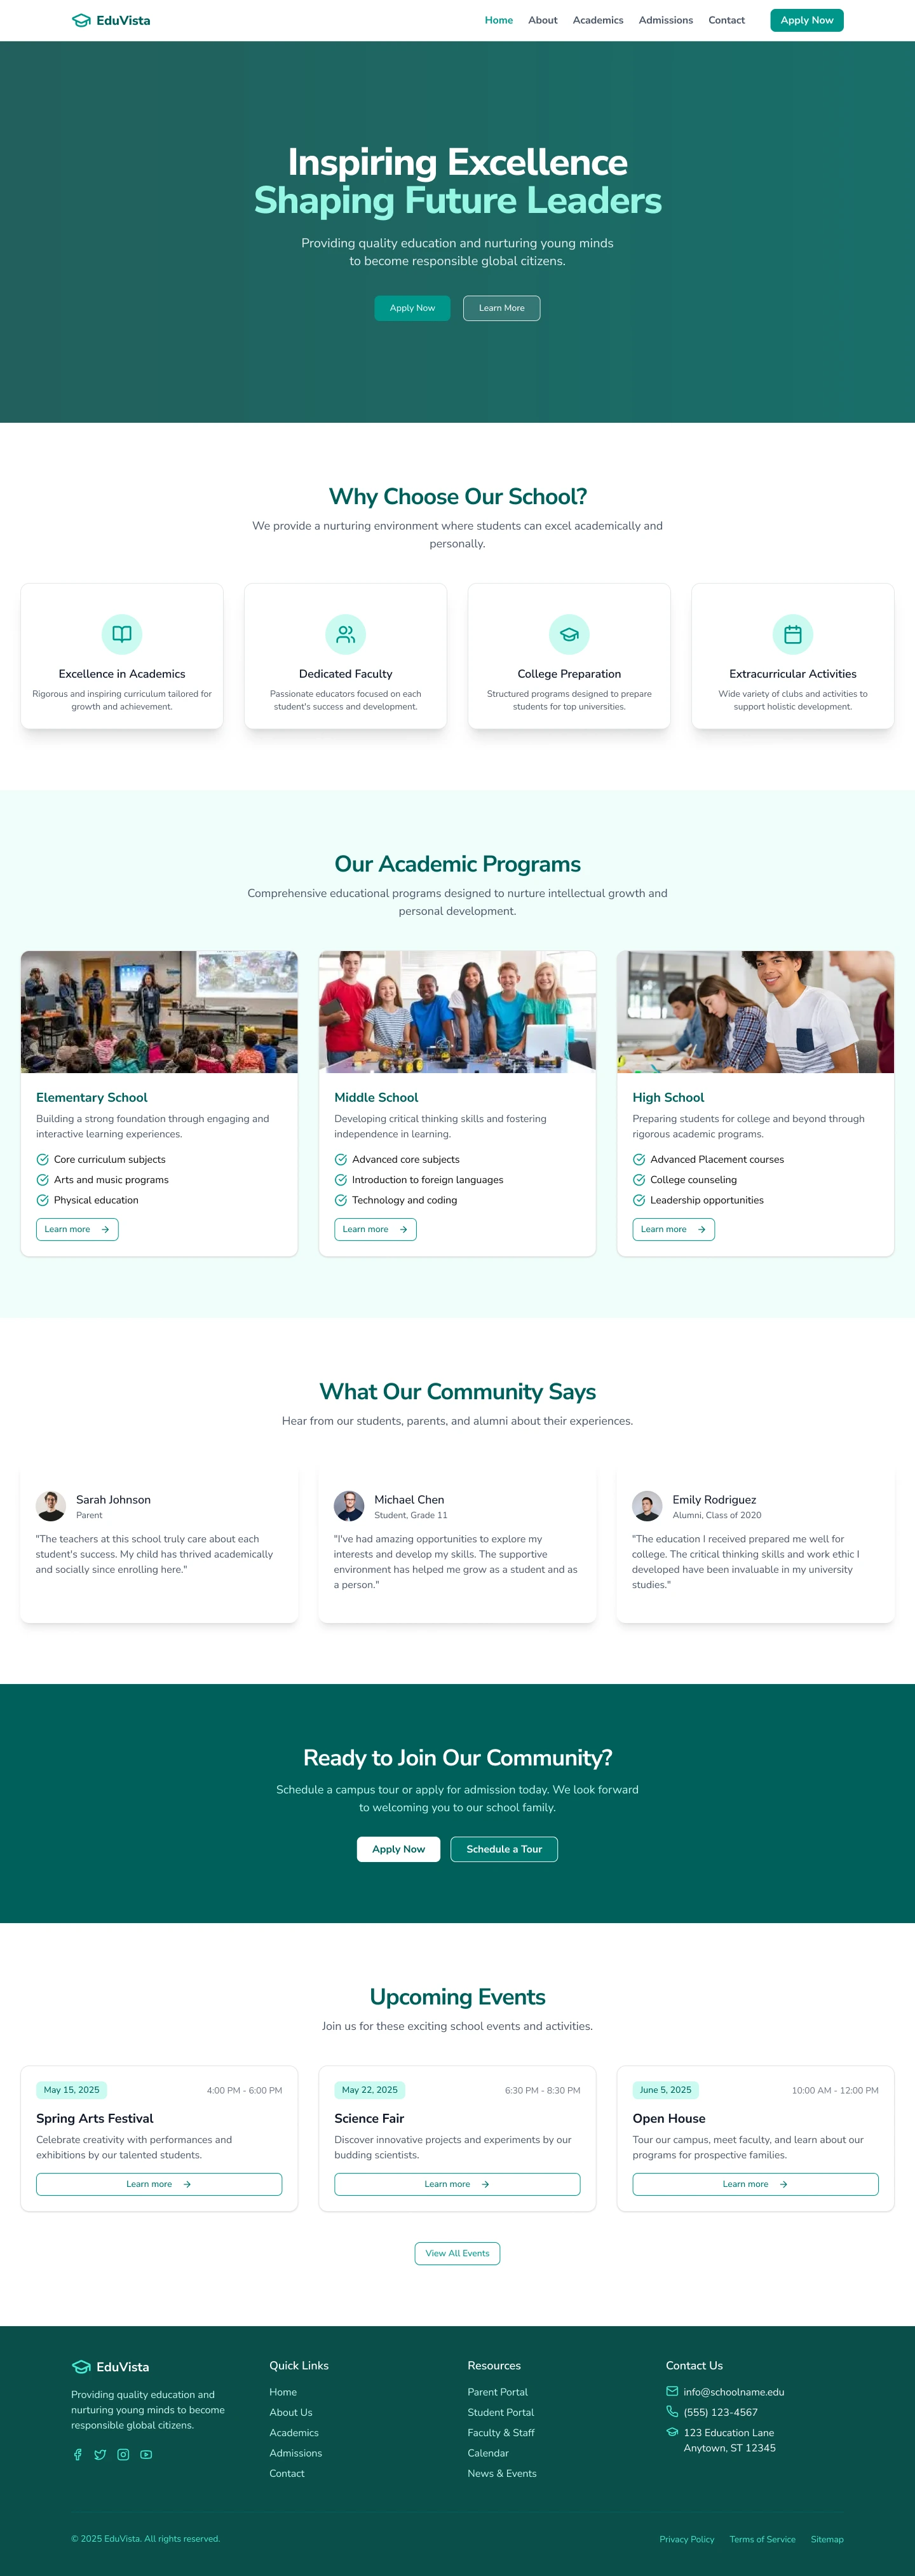 EduVista
Home About Academics Admissions Contact Apply Now
Inspiring Excellence
Shaping Future Leaders
Providing quality education and nurturing young minds
to become responsible global citizens.
Apply Now Learn More
Why Choose Our School?
We provide a nurturing environment where students can excel academically and
personally.
Excellence in Academics
Rigorous and inspiring curriculum tailored for
growth and achievement.
Dedicated Faculty
Passionate educators focused on each
student's success and development.
College Preparation
Structured programs designed to prepare
students for top universities.
Extracurricular Activities
Wide variety of clubs and activities to
support holistic development.
Our Academic Programs
Comprehensive educational programs designed to nurture intellectual growth and
personal development.
Elementary School
Building a strong foundation through engaging and
interactive learning experiences.
Core curriculum subjects
Arts and music programs
Physical education
Learn more
Middle School
Developing critical thinking skills and fostering
independence in learning.
Advanced core subjects
Introduction to foreign languages
Technology and coding
Learn more
High School
Preparing students for college and beyond through
rigorous academic programs.
Advanced Placement courses
College counseling
Leadership opportunities
Learn more
What Our Community Says
Hear from our students, parents, and alumni about their experiences.
Sarah Johnson
Parent
"The teachers at this school truly care about each
student's success. My child has thrived academically
and socially since enrolling here."
Michael Chen
Student, Grade 11
"I've had amazing opportunities to explore my
interests and develop my skills. The supportive
environment has helped me grow as a student and as
a person."
Emily Rodriguez
Alumni, Class of 2020
"The education I received prepared me well for
college. The critical thinking skills and work ethic I
developed have been invaluable in my university
studies."
Ready to Join Our Community?
Schedule a campus tour or apply for admission today. We look forward
to welcoming you to our school family.
Apply Now Schedule a Tour
Upcoming Events
Join us for these exciting school events and activities.
May 15, 2025 4:00 PM - 6:00 PM
Spring Arts Festival
Celebrate creativity with performances and
exhibitions by our talented students.
Learn more
May 22, 2025 6:30 PM - 8:30 PM
Science Fair
Discover innovative projects and experiments by our
budding scientists.
Learn more
June 5, 2025 10:00 AM - 12:00 PM
Open House
Tour our campus, meet faculty, and learn about our
programs for prospective families.
Learn more
View All Events
EduVista
Providing quality education and
nurturing young minds to become
responsible global citizens.
Quick Links
Home
About Us
Academics
Admissions
Contact
Resources
Parent Portal
Student Portal
Faculty & Staff
Calendar
News & Events
Contact Us
info@schoolname.edu
(555) 123-4567
123 Education Lane
Anytown, ST 12345
© 2025 EduVista. All rights reserved.
Privacy Policy Terms of Service Sitemap